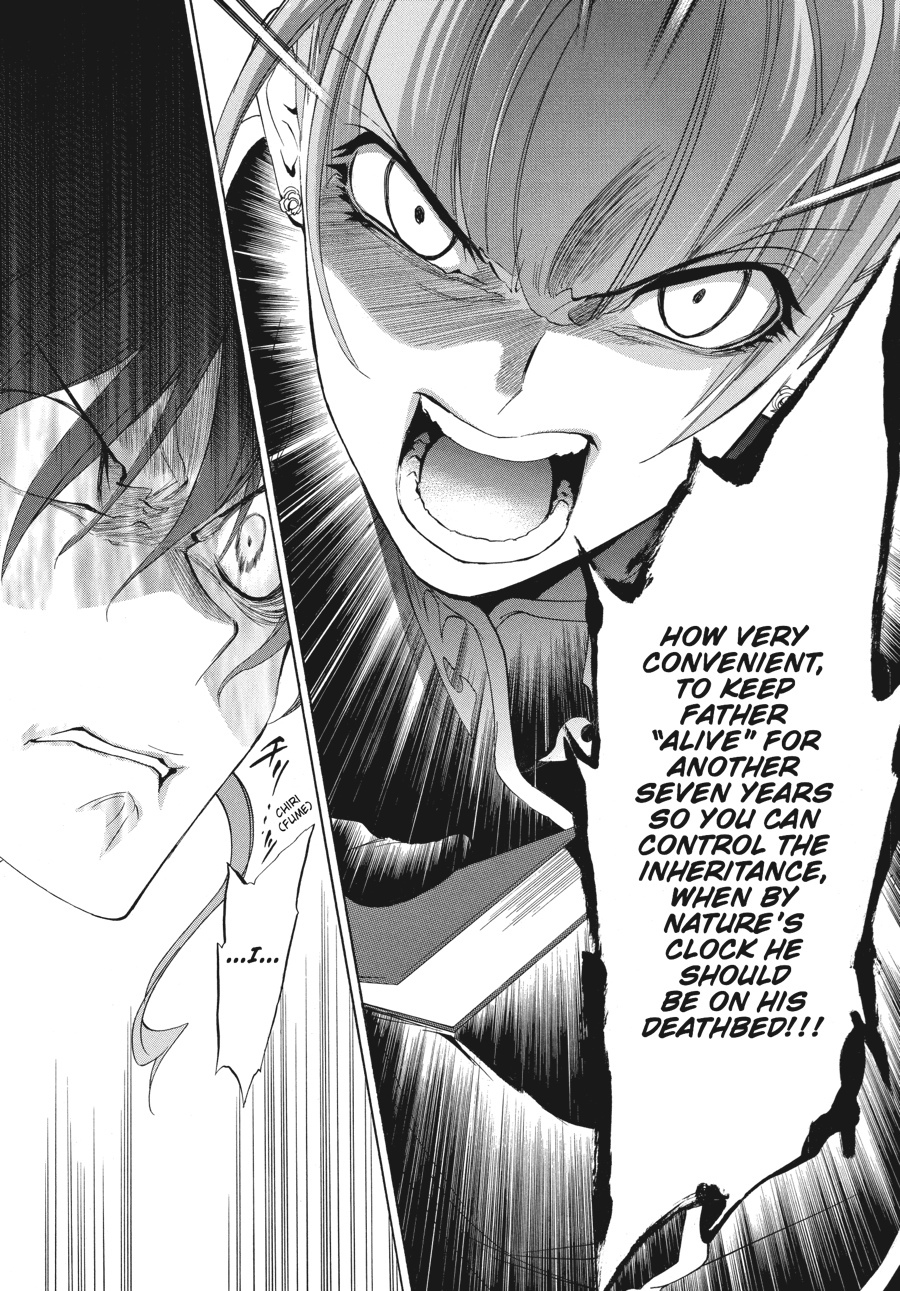 HOW VERY
CONVENIENT,
TO KEEP
FATHER
“ALIVE” FOR
ANOTHER
SEVEN YEARS
SO YOU CAN
CONTROL THE
INHERITANCE,
WHEN BY
NATURE'S
CLOCK HE
SHOULD
BE ON HIS
DEATHBED!!!
CHIRI
(FUME)
...I...